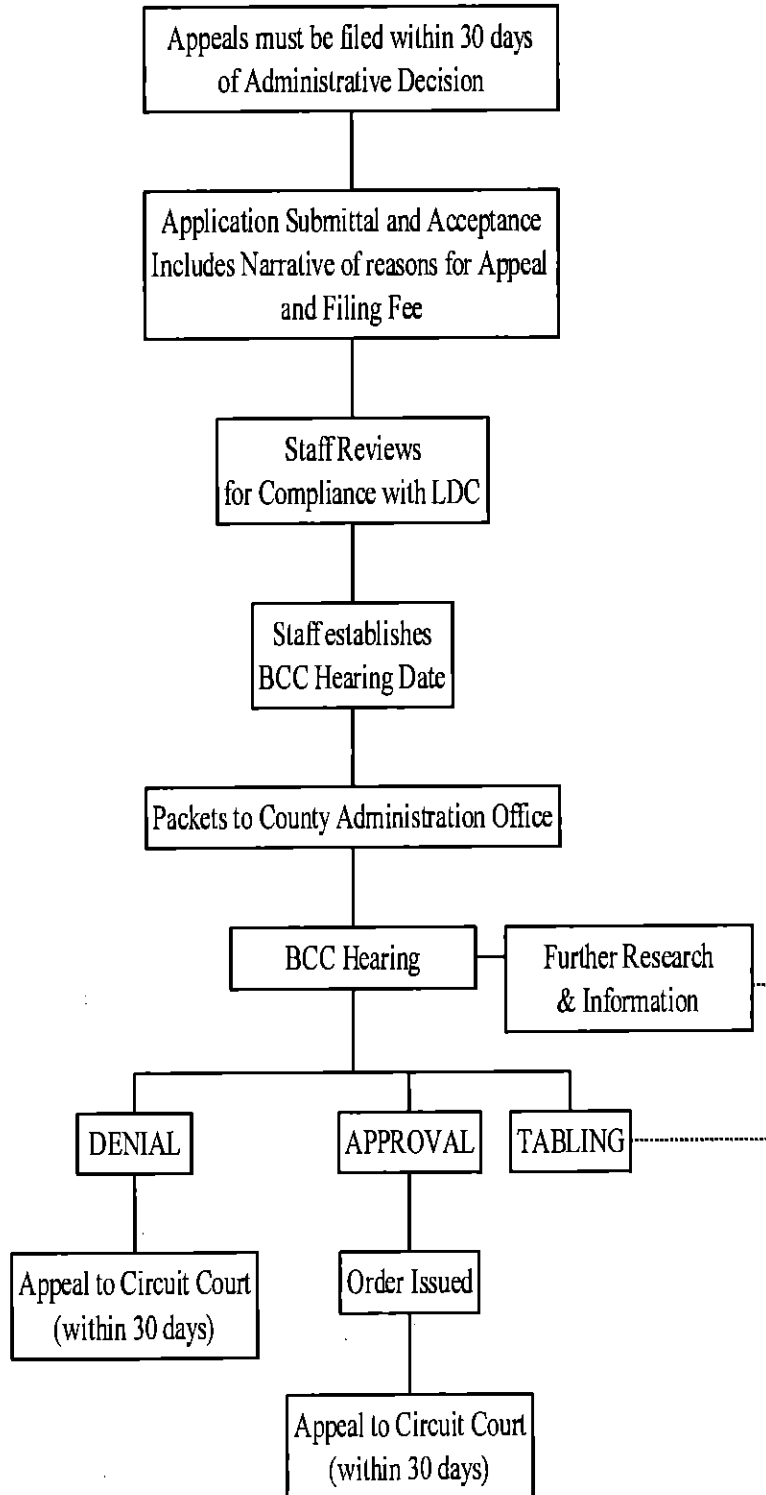 Appeals must be filed within 30 days
of Administrative Decision
Application Submittal and Acceptance
Includes Narrative of reasons for Appeal
and Filing Fee
Staff Reviews
for Compliance with LDC
Staff establishes
BCC Hearing Date
Packets to County Administration Office
BCC Hearing
Further Research
& Information
DENIAL
APPROVAL
TABLING
Appeal to Circuit Court
(within 30 days)
Order Issued
Appeal to Circuit Court
(within 30 days)